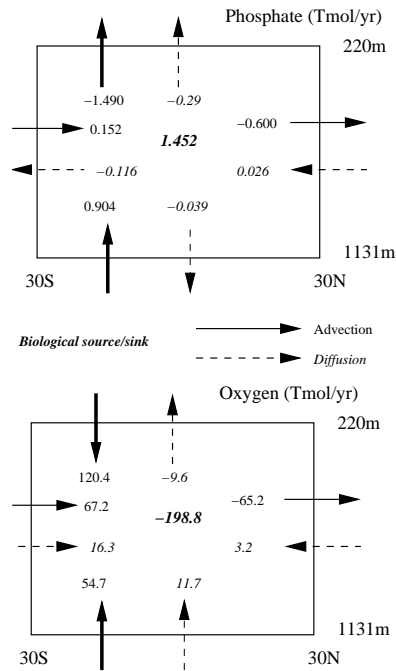 Phosphate (Tmol/yr)
220m
−1.490 −0.29
−0.600
0.152
1.452
−0.116 0.026
0.904 −0.039
1131m
30S 30N
Biological source/sink
Advection
Diffusion
Oxygen (Tmol/yr)
220m
120.4 −9.6
67.2 −65.2
−198.8
16.3 3.2
54.7 11.7
1131m
30S 30N